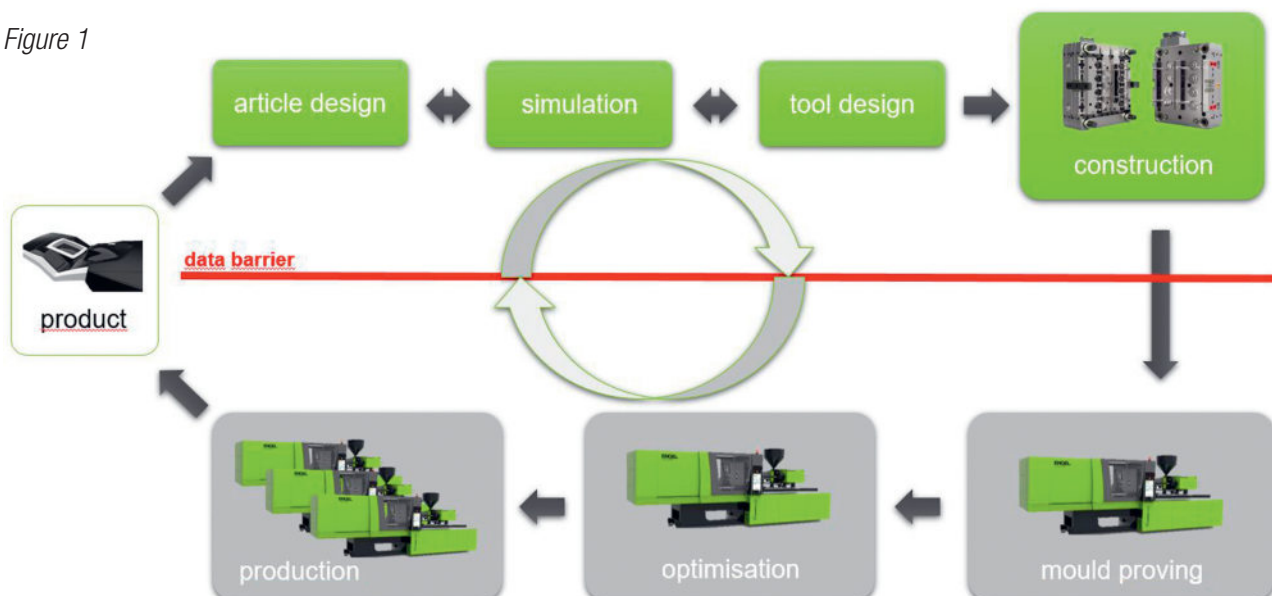 Figure 1
article design
simulation
tool design
construction
data barrier
product
production
optimisation
mould proving